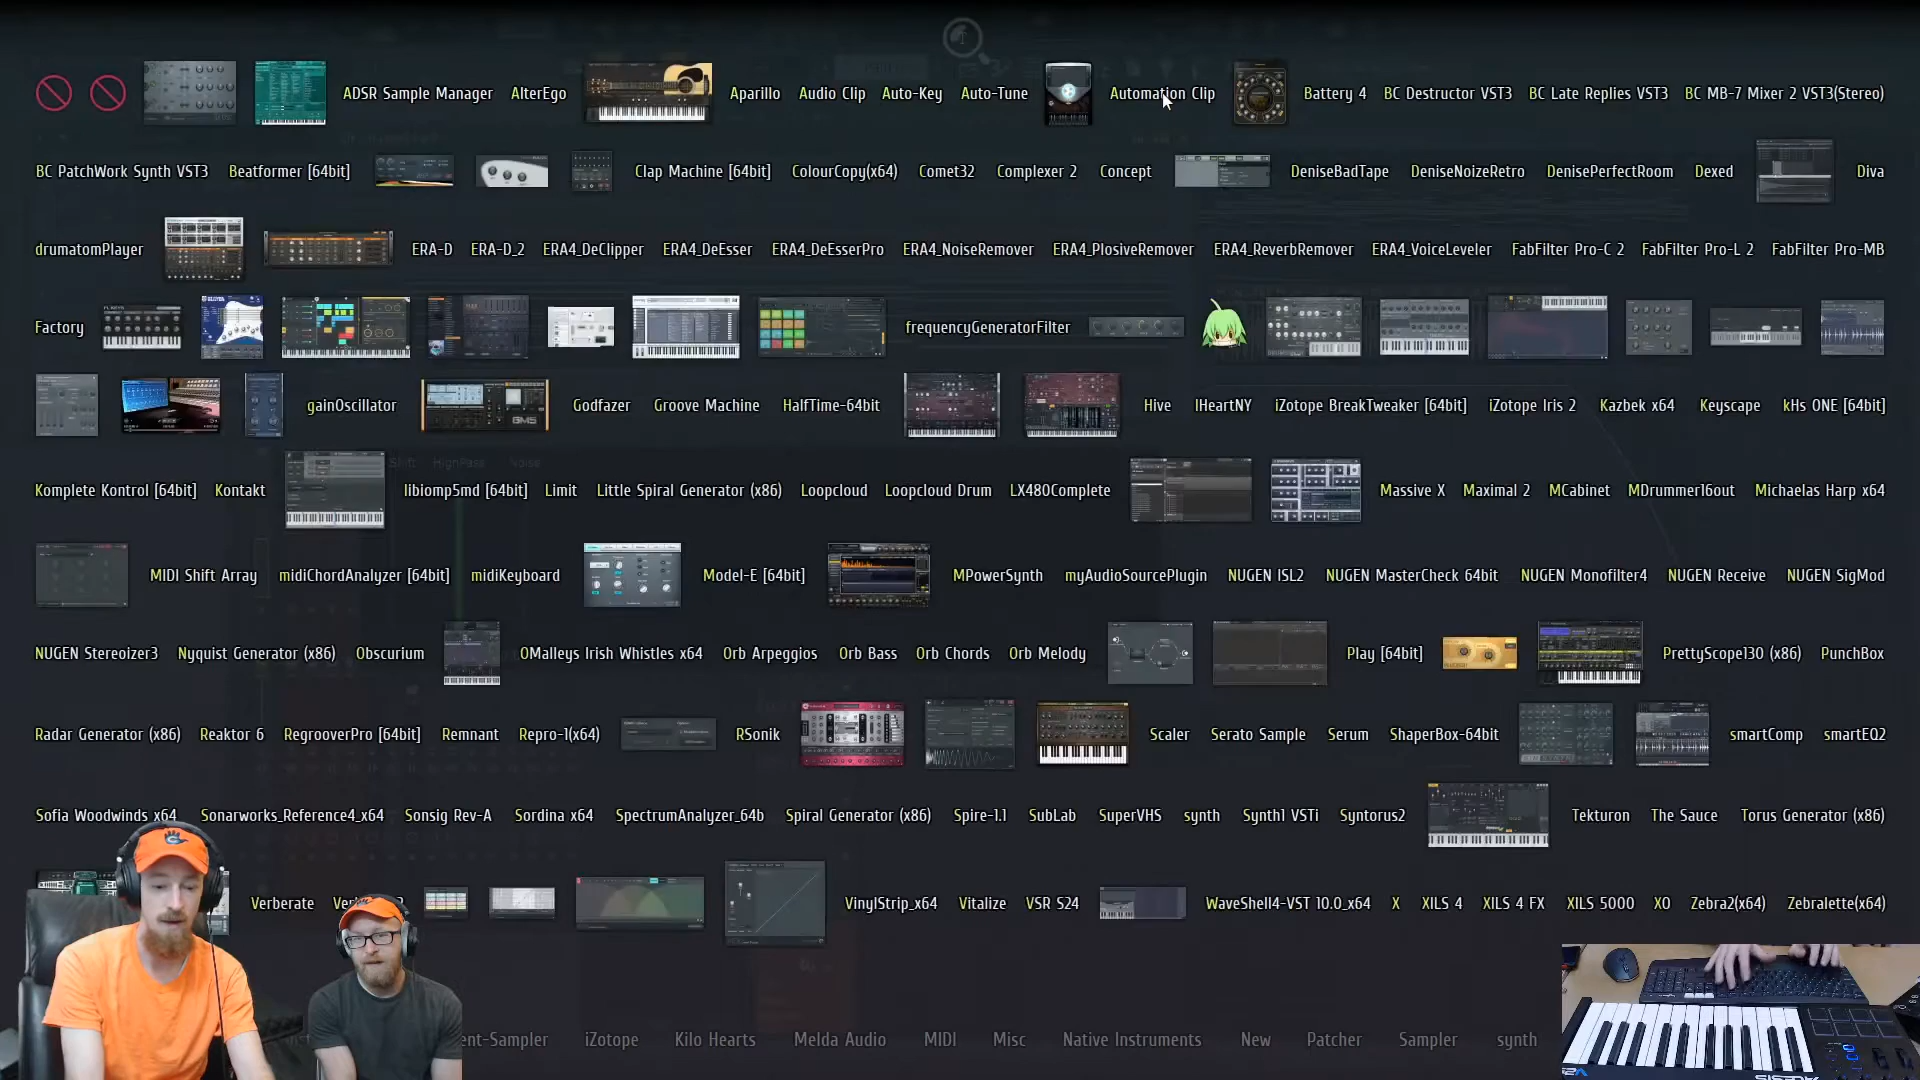 ADSR Sample Manager AlterEgo Aparillo Audio Clip Auto-Key Auto-Tune Automation Clip Battery 4 BC Destructor VST3 BC Late Replies VST3 BC MB-7 Mixer 2 VST3(Stereo)
BC PatchWork Synth VST3 Beatformer [64bit] Clap Machine [64bit] ColourCopy(x64) Comet32 Complexer 2 Concept DeniseBadTape DeniseNoizeRetro DenisePerfectRoom Dexed Diva
drumatomPlayer ERA-D ERA-D_2 ERA4_DeClipper ERA4_DeEsser ERA4_DeEsserPro ERA4_NoiseRemover ERA4_PlosiveRemover ERA4_ReverbRemover ERA4_VoiceLeveler FabFilter Pro-C 2 FabFilter Pro-L 2 FabFilter Pro-MB
Factory frequencyGeneratorFilter
gainOscillator Godfazer Groove Machine HalfTime-64bit Hive IHeartNY iZotope BreakTweaker [64bit] iZotope Iris 2 Kazbek x64 Keyscape kHs ONE [64bit]
HighPass Noise
Komplete Kontrol [64bit] Kontakt libiomp5md [64bit] Limit Little Spiral Generator (x86) Loopcloud Loopcloud Drum LX480Complete Massive X Maximal 2 MCabinet MDrummer16out Michaelas Harp x64
MIDI Shift Array midiChordAnalyzer [64bit] midiKeyboard Model-E [64bit] MPowerSynth myAudioSourcePlugin NUGEN ISL2 NUGEN MasterCheck 64bit NUGEN Monofilter4 NUGEN Receive NUGEN SigMod
NUGEN Stereoizer3 Nyquist Generator (x86) Obscurium OMalleys Irish Whistles x64 Orb Arpeggios Orb Bass Orb Chords Orb Melody Play [64bit] PrettyScope130 (x86) PunchBox
Radar Generator (x86) Reaktor 6 RegrooverPro [64bit] Remnant Repro-1(x64) RSonik Scaler Serato Sample Serum ShaperBox-64bit smartComp smartEQ2
Sofia Woodwinds x64 Sonarworks_Reference4_x64 Sonsig Rev-A Sordina x64 SpectrumAnalyzer_64b Spiral Generator (x86) Spire-1.1 SubLab SuperVHS synth Synth1 VSTi Syntorus2 Tekturon The Sauce Torus Generator (x86)
Verberate VinylStrip_x64 Vitalize VSR S24 WaveShell4-VST 10.0_x64 X XILS 4 XILS 4 FX XILS 5000 XO Zebra2(x64) Zebralette(x64)
ent-Sampler iZotope Kilo Hearts Melda Audio MIDI Misc Native Instruments New Patcher Sampler synth